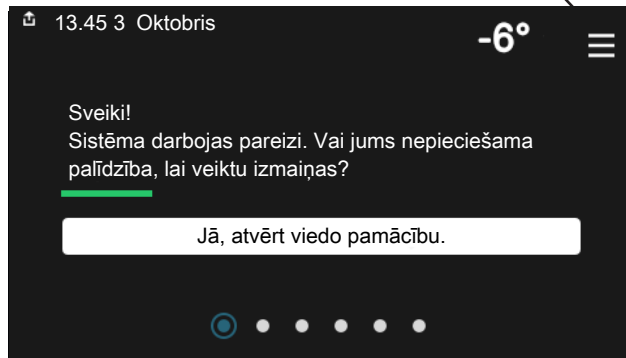 13.45 3 Oktobris
-6°
Sveiki!
Sistēma darbojas pareizi. Vai jums nepieciešama
palīdzība, lai veiktu izmaiņas?
Jā, atvērt viedo pamācību.